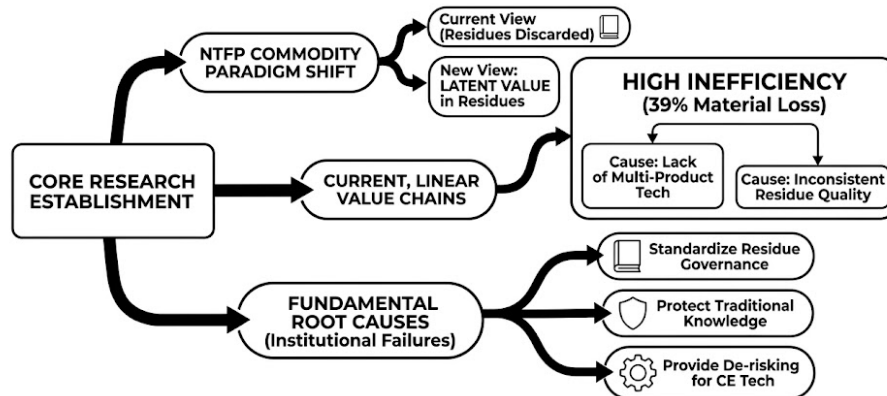 NTFP COMMODITY
PARADIGM SHIFT
Current View
(Residues Discarded)
New View:
LATENT VALUE
in Residues
CORE RESEARCH
ESTABLISHMENT
CURRENT, LINEAR
VALUE CHAINS
HIGH INEFFICIENCY
(39% Material Loss)
Cause: Lack
of Multi-Product
Tech
Cause: Inconsistent
Residue Quality
FUNDAMENTAL
ROOT CAUSES
(Institutional Failures)
Standardize Residue
Governance
Protect Traditional
Knowledge
Provide De-risking
for CE Tech